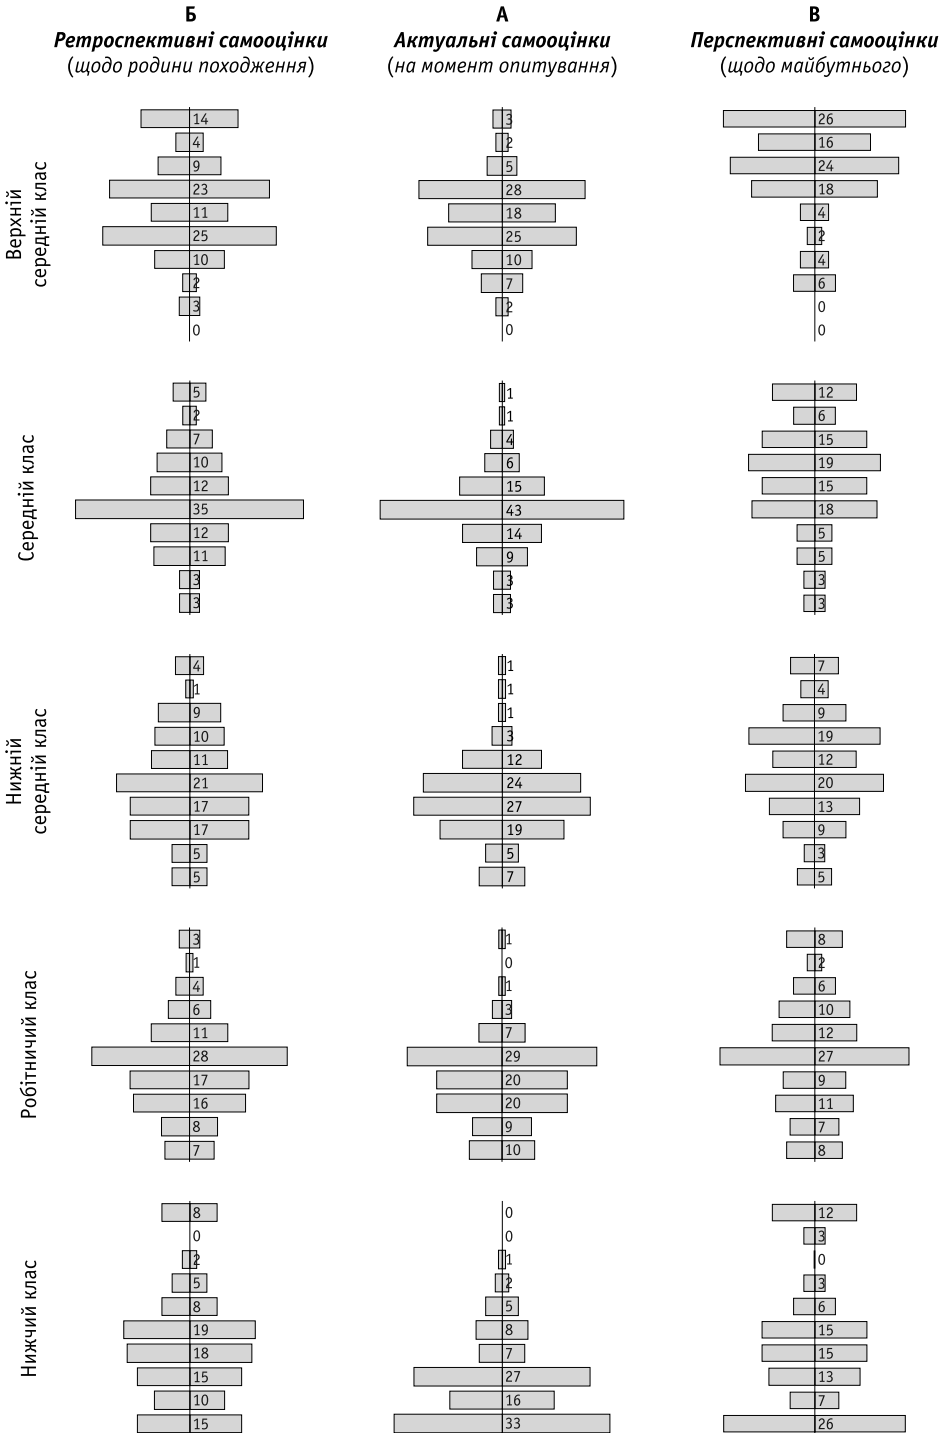 Б
Ретроспективні самооцінки
(щодо родини походження)
А
Актуальні самооцінки
(на момент опитування)
В
Перспективні самооцінки
(щодо майбутнього)
Верхній
середній клас
14 3 26
4 2 16
9 5 24
23 28 18
11 18 4
25 25 2
10 10 4
2 7 6
3 2 0
0 0 0
Середній клас
5 1 12
2 1 6
7 4 15
10 6 19
12 15 15
35 43 18
12 14 5
11 9 5
3 3 3
3 3 3
Нижній
середній клас
4 1 7
1 1 4
9 1 9
10 3 19
11 12 12
21 24 20
17 27 13
17 19 9
5 5 3
5 7 5
Робітничий клас
3 1 8
1 0 2
4 1 6
6 3 10
11 7 12
28 29 27
17 20 9
16 20 11
8 9 7
7 10 8
Нижчий клас
8 0 12
0 0 3
2 1 0
5 2 3
8 5 6
19 8 15
18 7 15
15 27 13
10 16 7
15 33 26